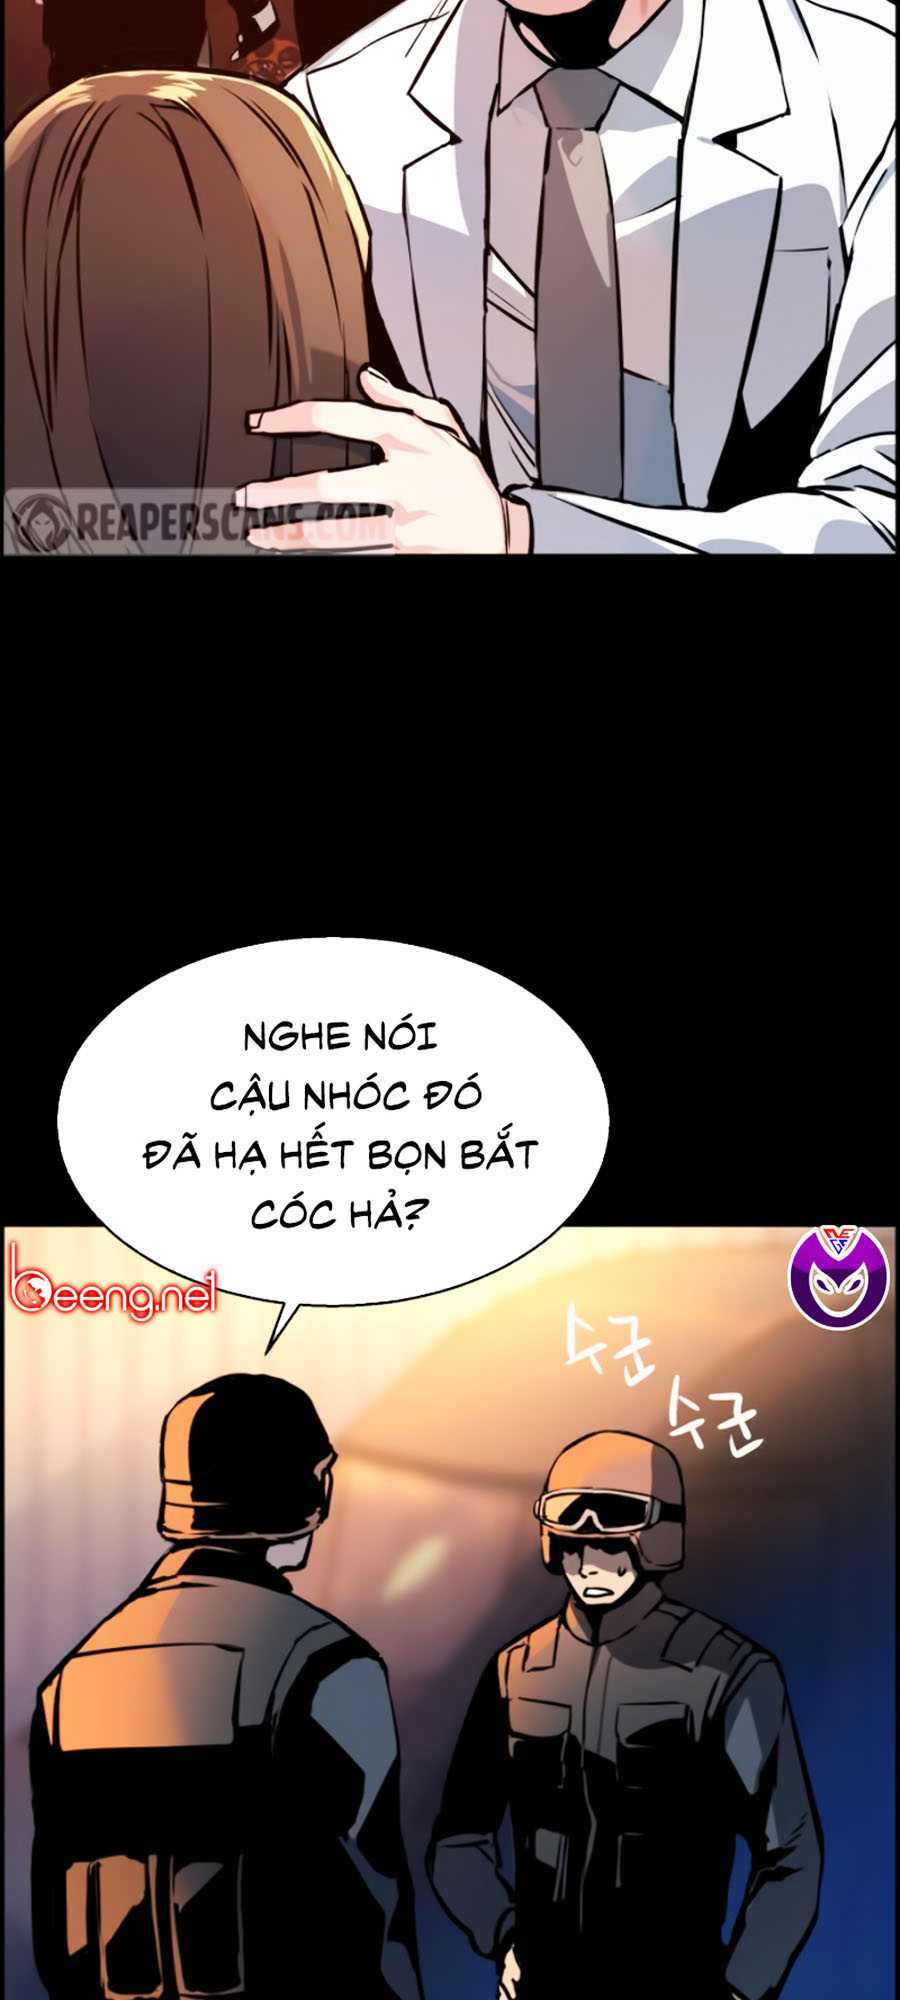 REAPERSCANS.COM
NGHE NÓI
CẬU NHÓC ĐÓ
ĐÃ HẠ HẾT BỌN BẮT
CÓC HẢ?
beeng.net
수군
수군